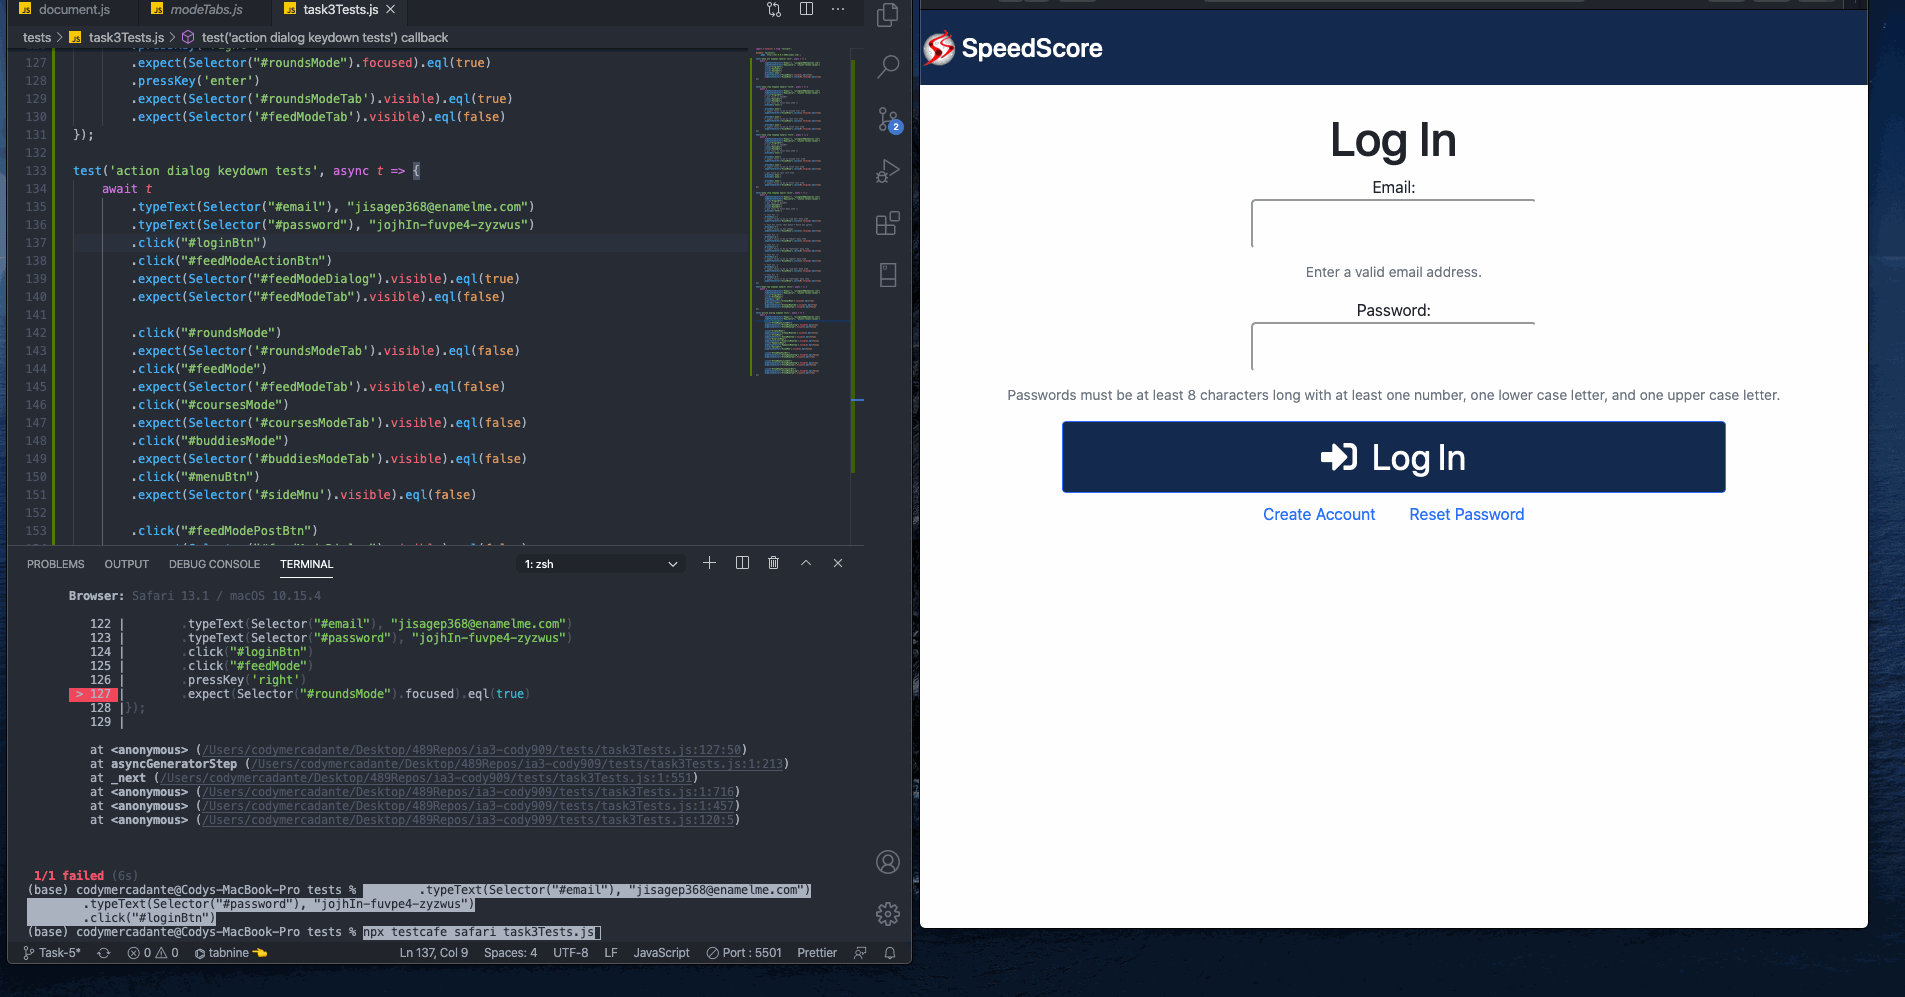 document.js
modeTabs.js
task3Tests.js
tests > task3Tests.js > test('action dialog keydown tests') callback
127 .expect(Selector("#roundsMode").focused).eql(true)
128 .pressKey('enter')
129 .expect(Selector('#roundsModeTab').visible).eql(true)
130 .expect(Selector('#feedModeTab').visible).eql(false)
131 });
132
133 test('action dialog keydown tests', async t => {
134 await t
135 .typeText(Selector("#email"), "jisagep368@enamelme.com")
136 .typeText(Selector("#password"), "jojhIn-fuvpe4-zyzwus")
137 .click("#loginBtn")
138 .click("#feedModeActionBtn")
139 .expect(Selector("#feedModeDialog").visible).eql(true)
140 .expect(Selector("#feedModeTab").visible).eql(false)
141
142 .click("#roundsMode")
143 .expect(Selector('#roundsModeTab').visible).eql(false)
144 .click("#feedMode")
145 .expect(Selector('#feedModeTab').visible).eql(false)
146 .click("#coursesMode")
147 .expect(Selector('#coursesModeTab').visible).eql(false)
148 .click("#buddiesMode")
149 .expect(Selector('#buddiesModeTab').visible).eql(false)
150 .click("#menuBtn")
151 .expect(Selector('#sideMnu').visible).eql(false)
152
153 .click("#feedModePostBtn")
2
PROBLEMS OUTPUT DEBUG CONSOLE TERMINAL 1: zsh
Browser: Safari 13.1 / macOS 10.15.4
122 | .typeText(Selector("#email"), "jisagep368@enamelme.com")
123 | .typeText(Selector("#password"), "jojhIn-fuvpe4-zyzwus")
124 | .click("#loginBtn")
125 | .click("#feedMode")
126 | .pressKey('right')
> 127 | .expect(Selector("#roundsMode").focused).eql(true)
128 |});
129 |
at <anonymous> (/Users/codymercadante/Desktop/489Repos/ia3-cody909/tests/task3Tests.js:127:50)
at asyncGeneratorStep (/Users/codymercadante/Desktop/489Repos/ia3-cody909/tests/task3Tests.js:1:213)
at _next (/Users/codymercadante/Desktop/489Repos/ia3-cody909/tests/task3Tests.js:1:551)
at <anonymous> (/Users/codymercadante/Desktop/489Repos/ia3-cody909/tests/task3Tests.js:1:716)
at <anonymous> (/Users/codymercadante/Desktop/489Repos/ia3-cody909/tests/task3Tests.js:1:457)
at <anonymous> (/Users/codymercadante/Desktop/489Repos/ia3-cody909/tests/task3Tests.js:120:5)
1/1 failed (6s)
(base) codymercadante@Codys-MacBook-Pro tests % .typeText(Selector("#email"), "jisagep368@enamelme.com")
.typeText(Selector("#password"), "jojhIn-fuvpe4-zyzwus")
.click("#loginBtn")
(base) codymercadante@Codys-MacBook-Pro tests % npx testcafe safari task3Tests.js
Task-5* 0 0 tabnine Ln 137, Col 9 Spaces: 4 UTF-8 LF JavaScript Port : 5501 Prettier
SpeedScore
Log In
Email:
Enter a valid email address.
Password:
Passwords must be at least 8 characters long with at least one number, one lower case letter, and one upper case letter.
Log In
Create Account Reset Password